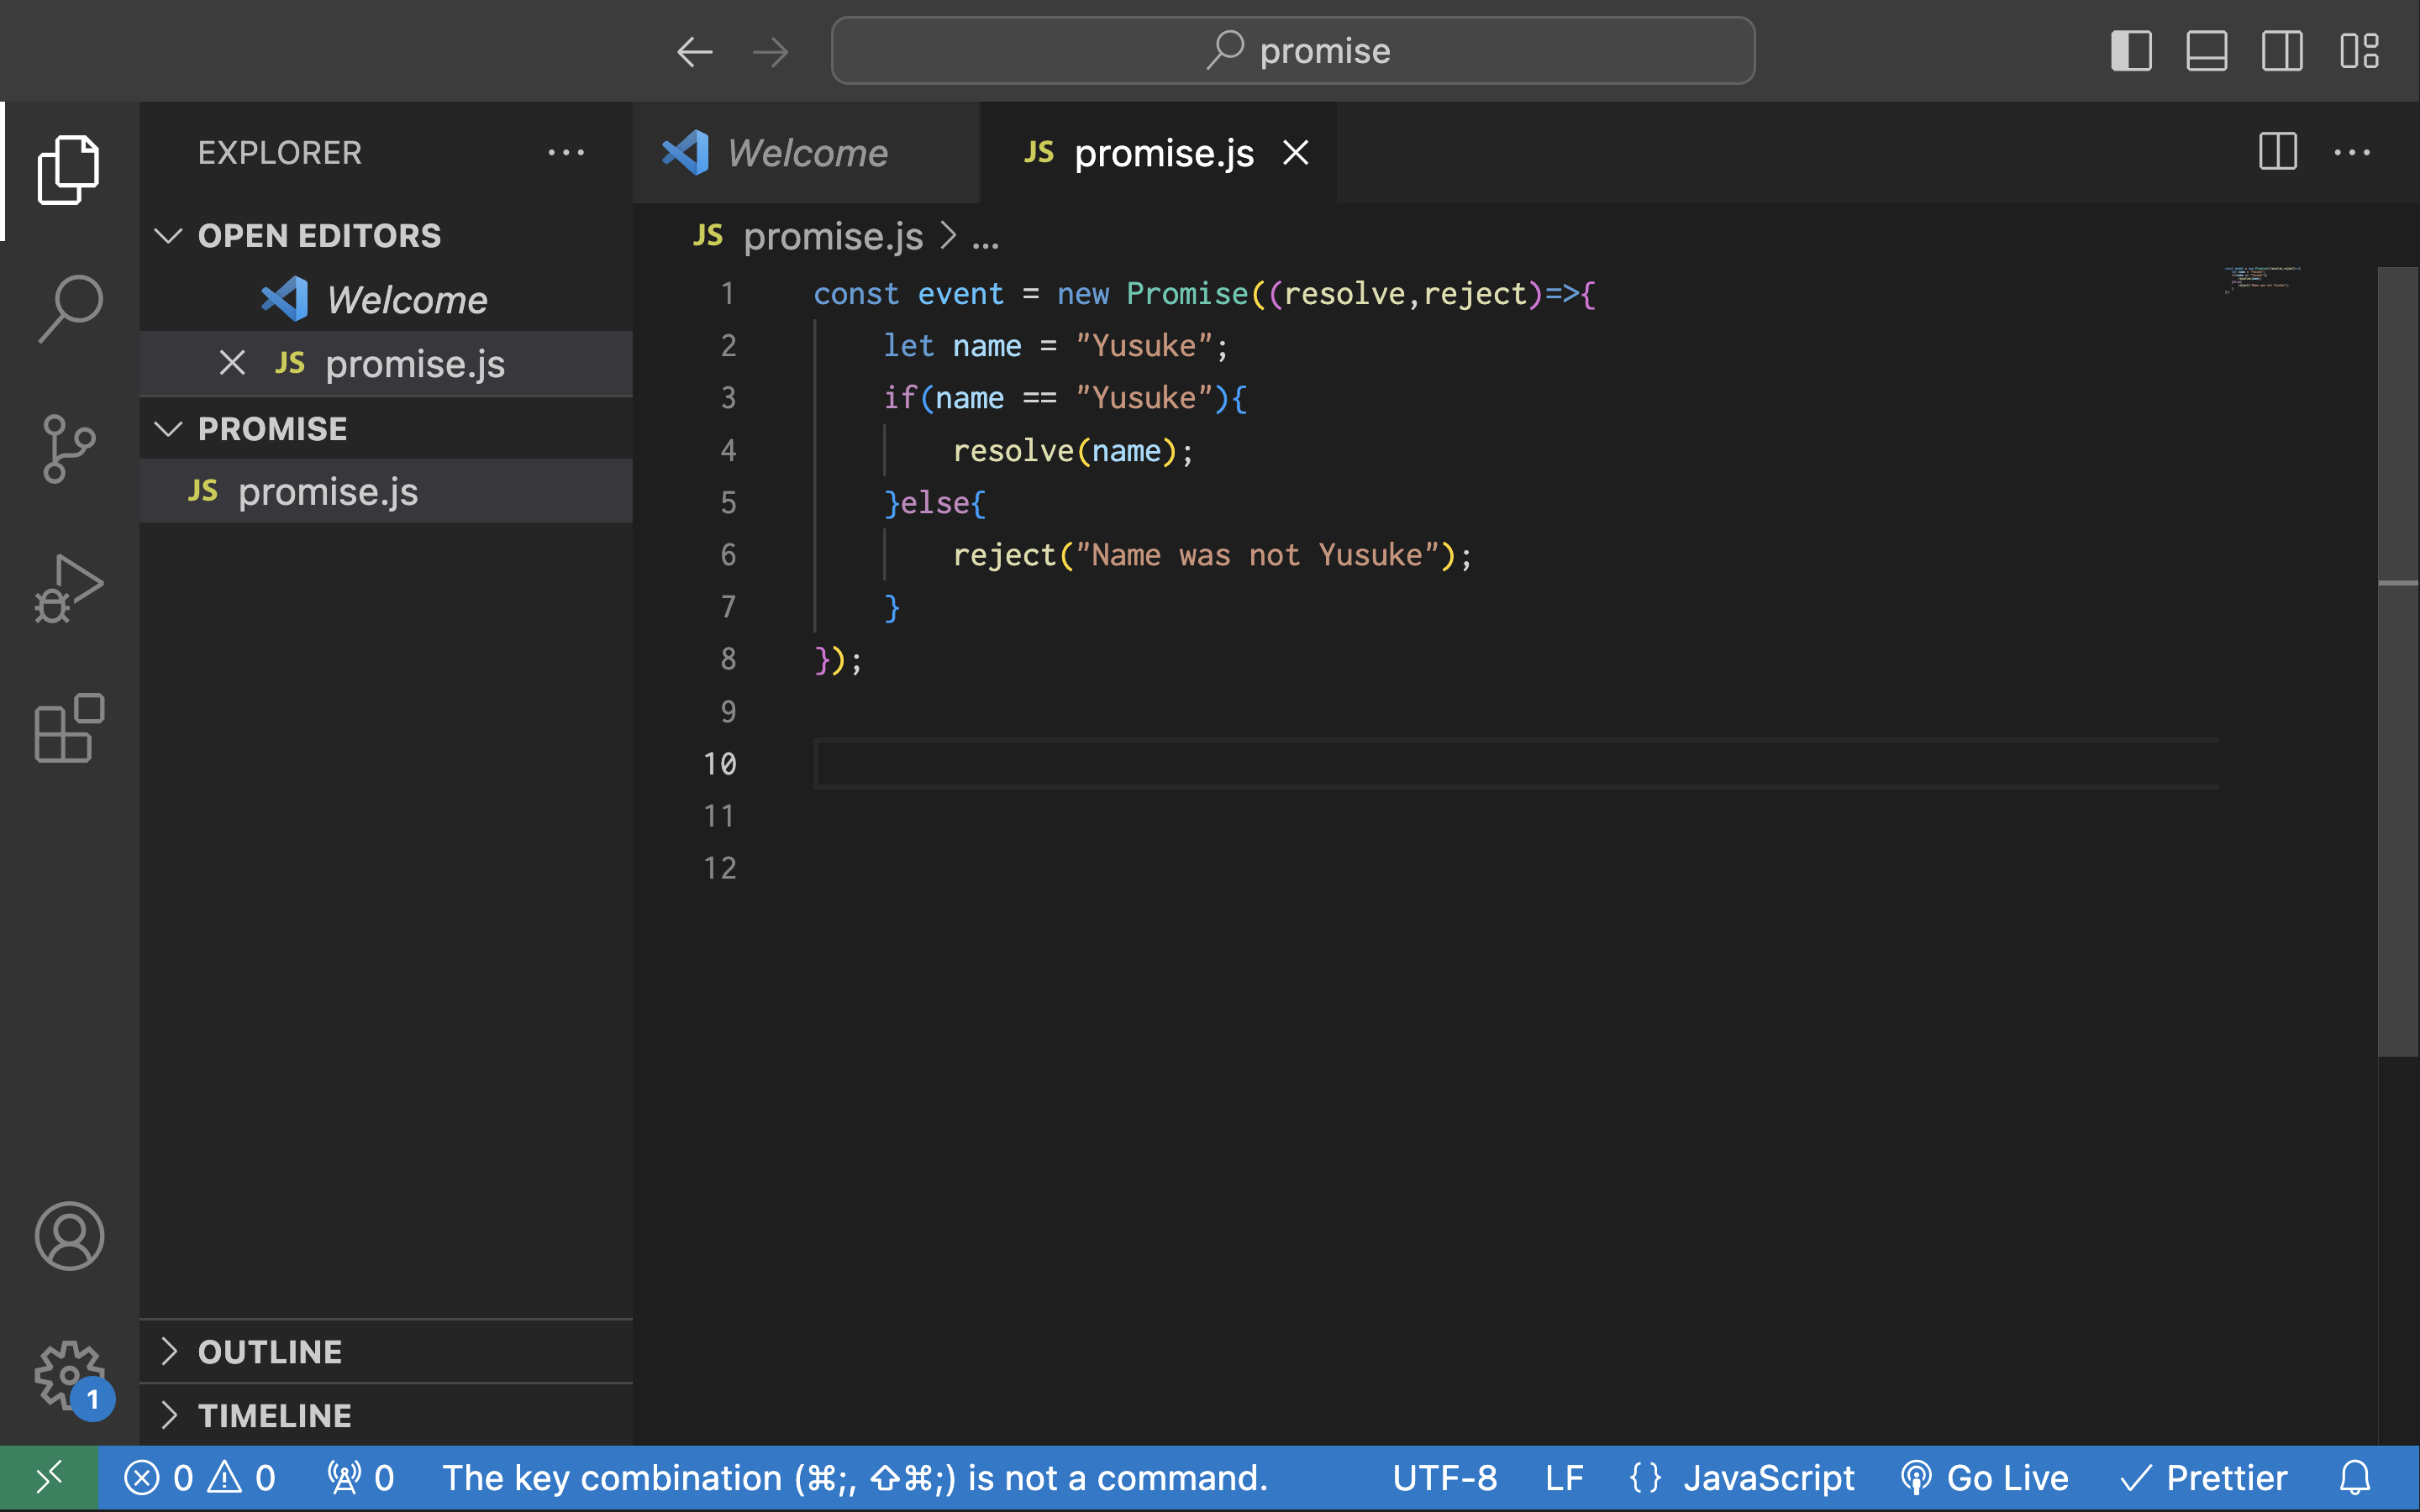 promise
EXPLORER
OPEN EDITORS
Welcome
JS promise.js
PROMISE
JS promise.js
OUTLINE
TIMELINE
Welcome
JS promise.js
JS promise.js > ...
1 const event = new Promise((resolve,reject)=>{
2 let name = "Yusuke";
3 if(name == "Yusuke"){
4 resolve(name);
5 }else{
6 reject("Name was not Yusuke");
7 }
8 });
9
10
11
12
1
0 0 0 The key combination (⌘;, ⇧⌘;) is not a command. UTF-8 LF {} JavaScript Go Live Prettier